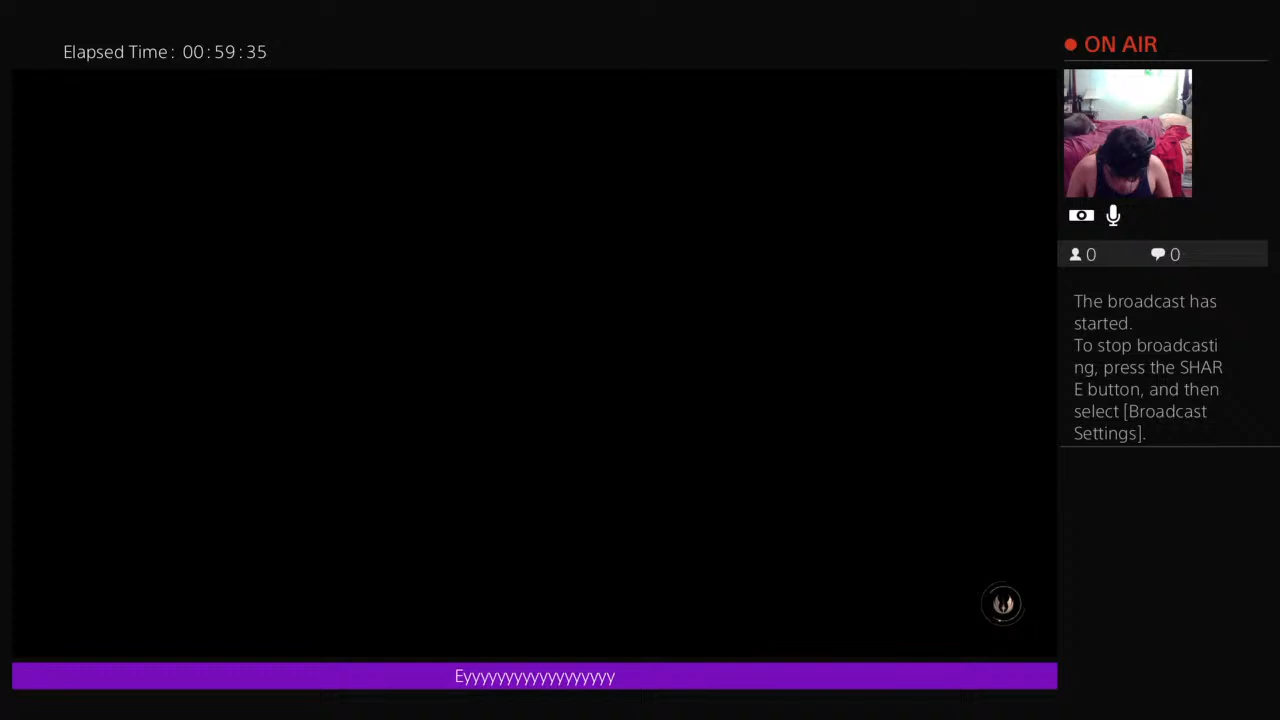 Elapsed Time: 00:59:35
ON AIR
0 0
The broadcast has
started.
To stop broadcasti
ng, press the SHAR
E button, and then
select [Broadcast
Settings].
Eyyyyyyyyyyyyyyyyyy